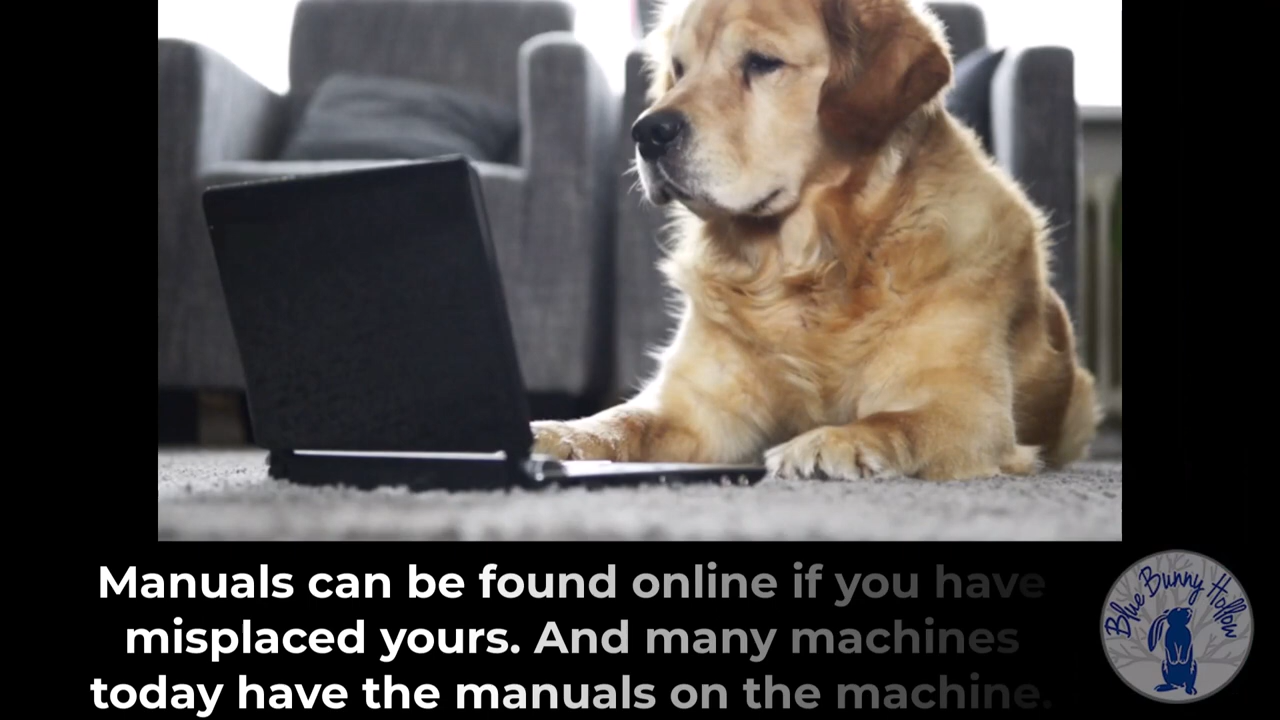 Manuals can be found online if you have
misplaced yours. And many machines
today have the manuals on the machine.
Blue Bunny Hollow